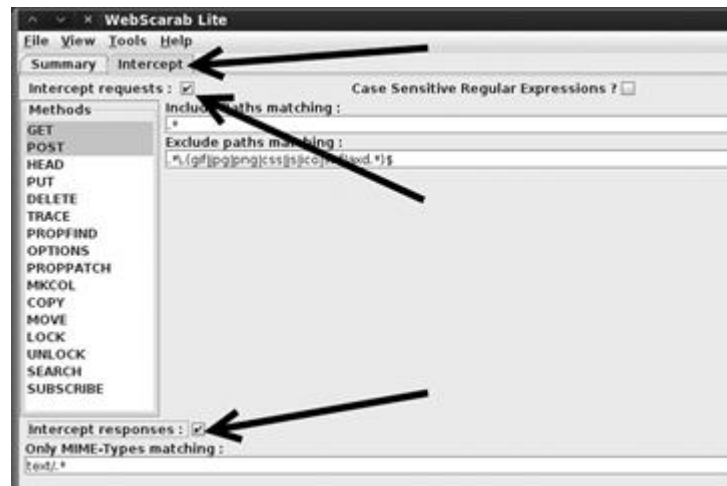 WebScarab Lite
File View Tools Help
Summary Intercept
Intercept requests : Case Sensitive Regular Expressions ?
Methods
Include paths matching :
.*
Exclude paths matching :
GET
POST
HEAD
PUT
DELETE
TRACE
PROPFIND
OPTIONS
PROPPATCH
MKCOL
COPY
MOVE
LOCK
UNLOCK
SEARCH
SUBSCRIBE
Intercept responses :
Only MIME-Types matching :
text/.*